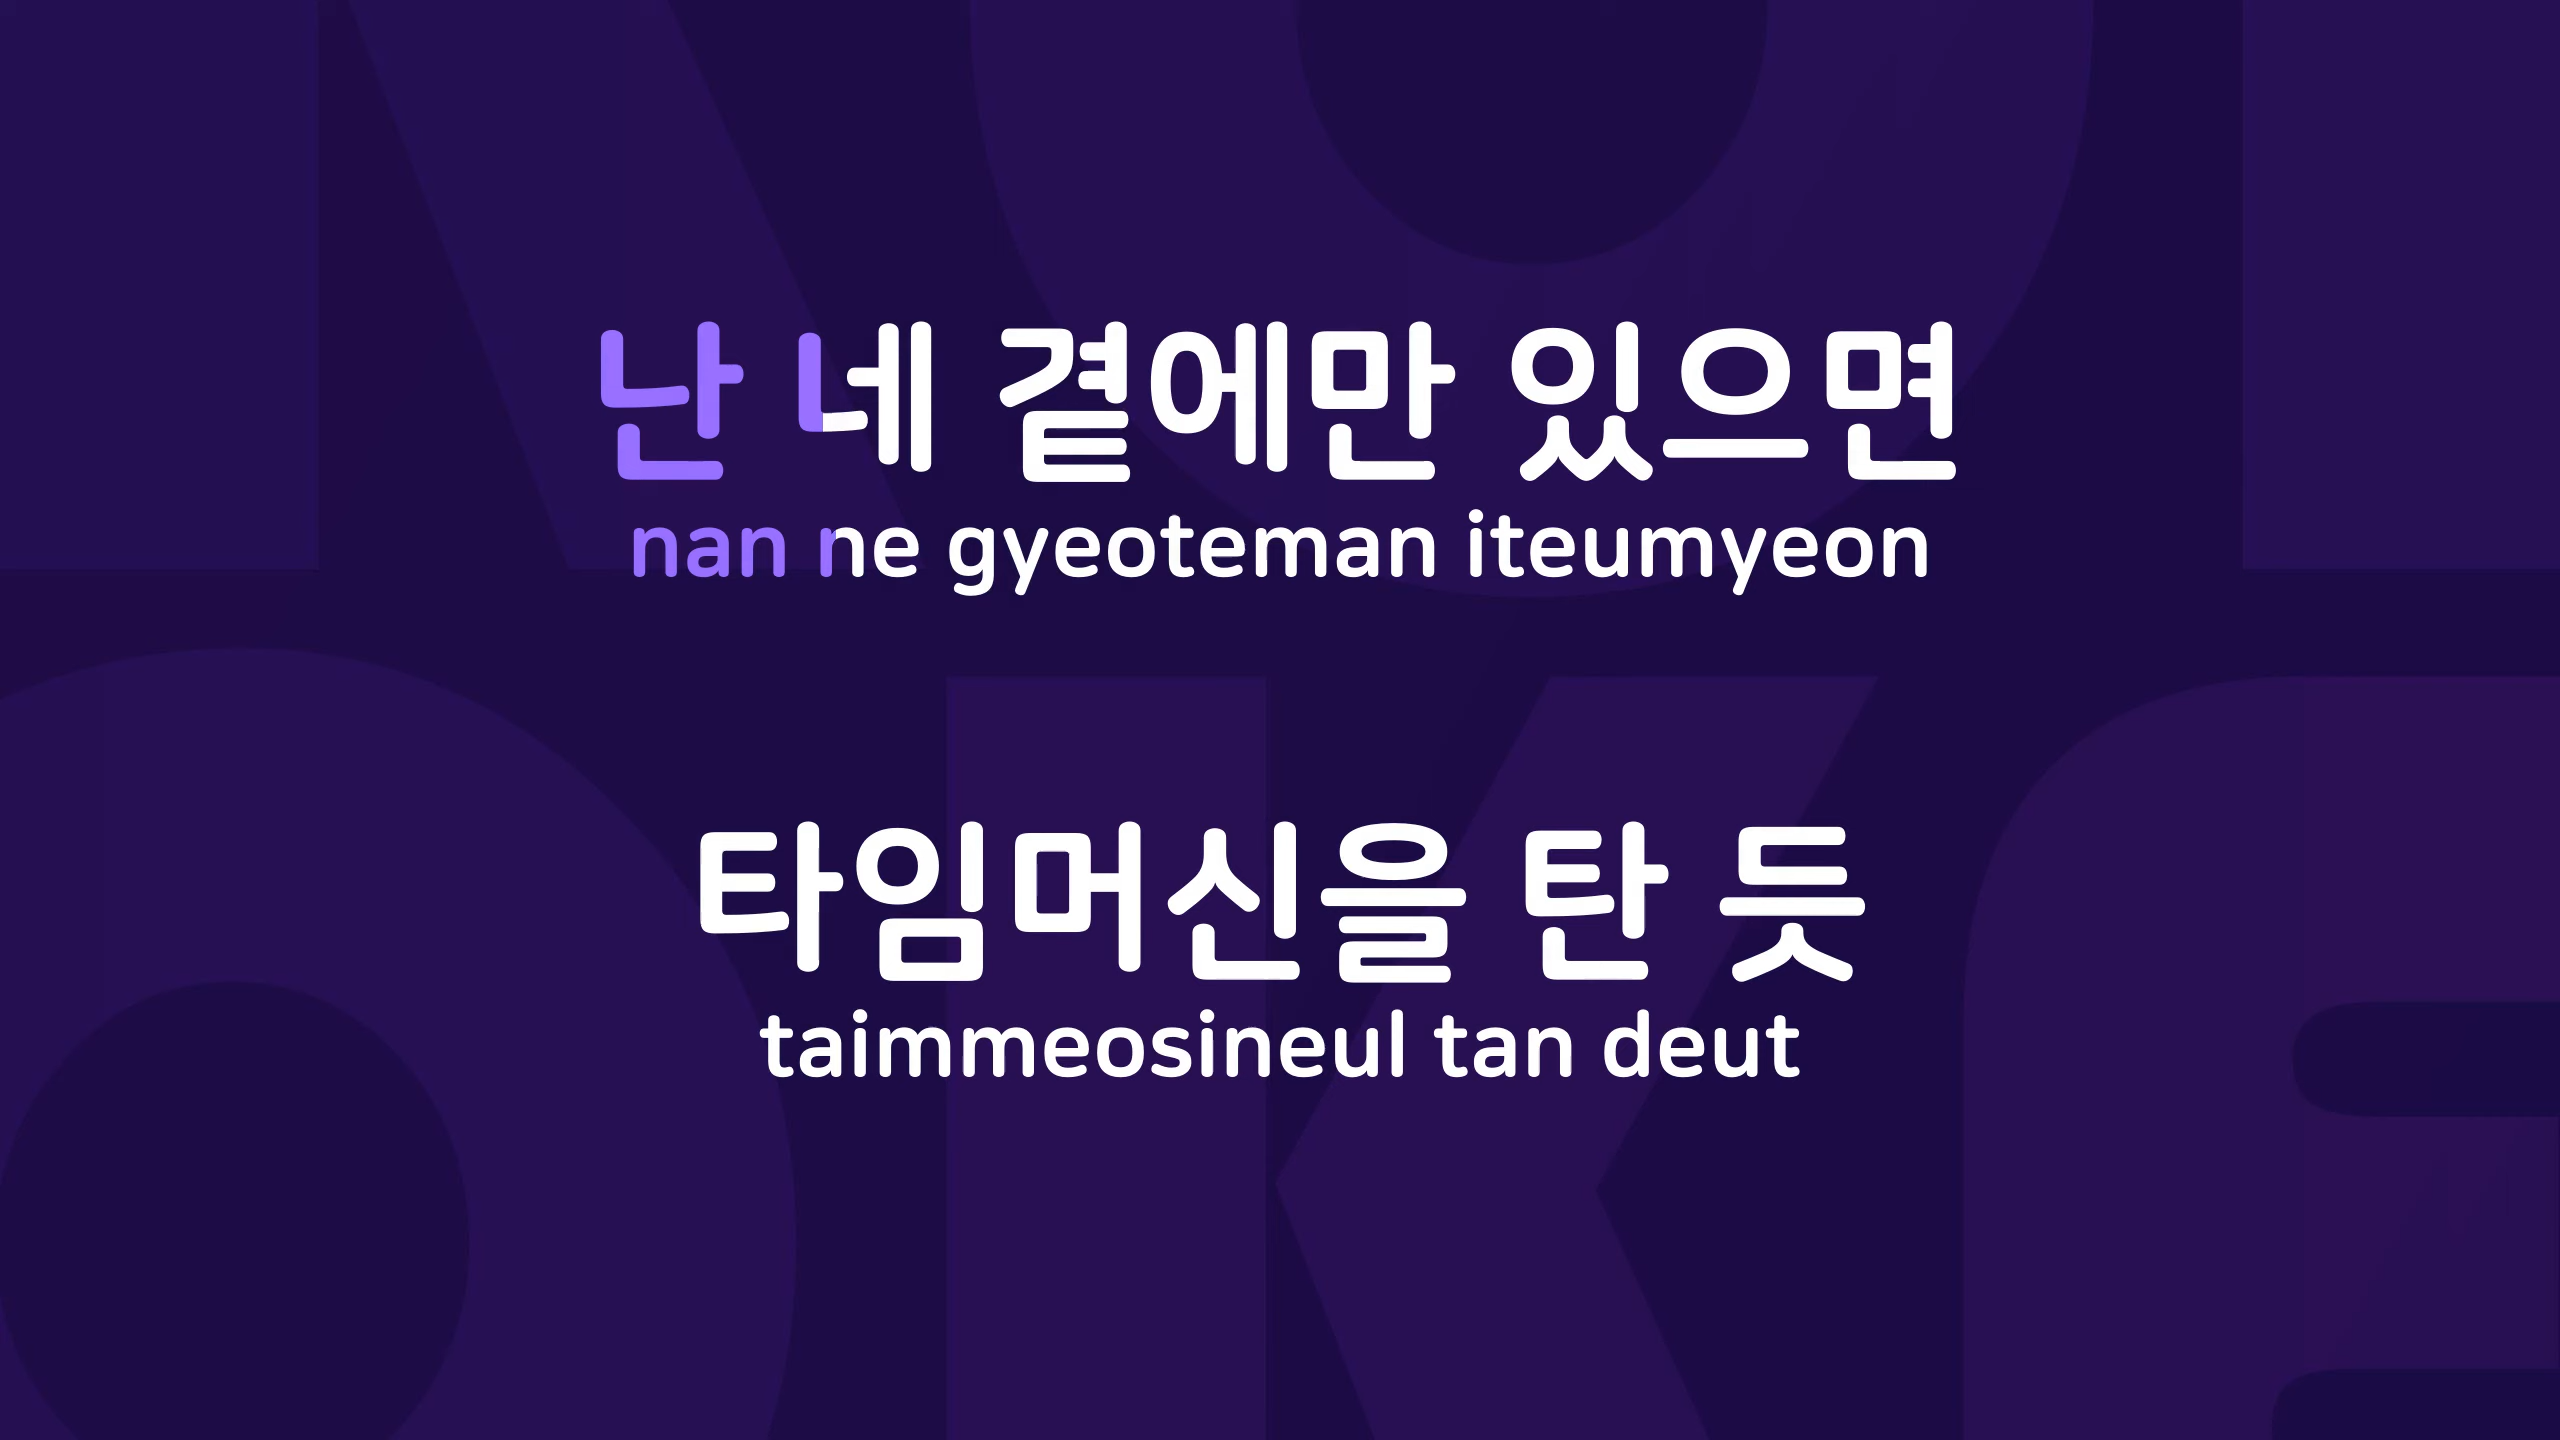 난 네 곁에만 있으면
nan ne gyeoteman iteumyeon
타임머신을 탄 듯
taimmeosineul tan deut